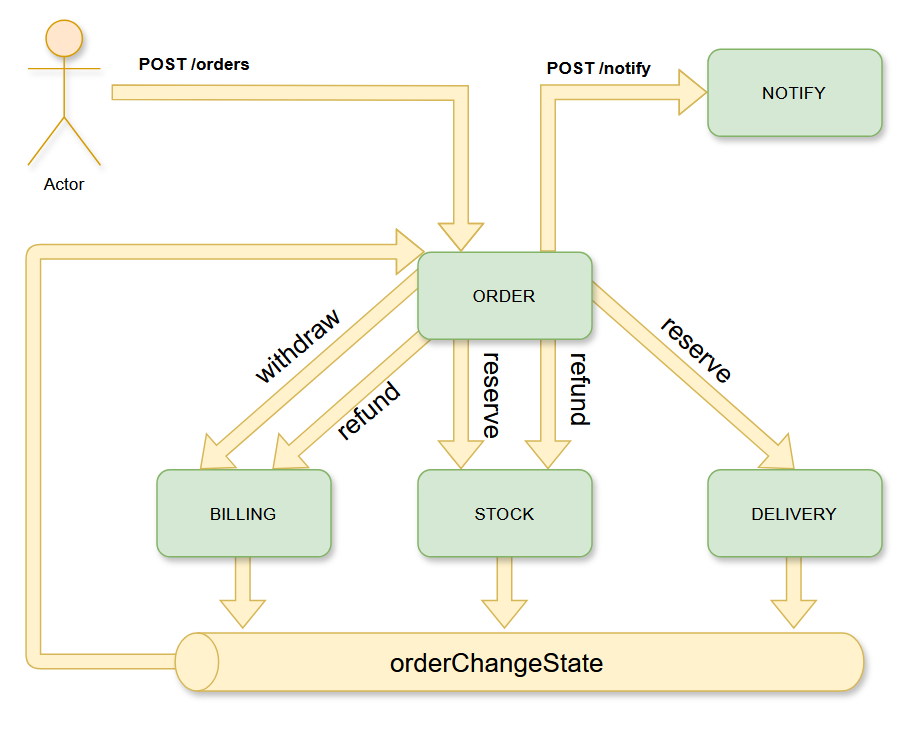 POST /orders
POST /notify
NOTIFY
Actor
ORDER
withdraw
refund
reserve
refund
reserve
BILLING
STOCK
DELIVERY
orderChangeState